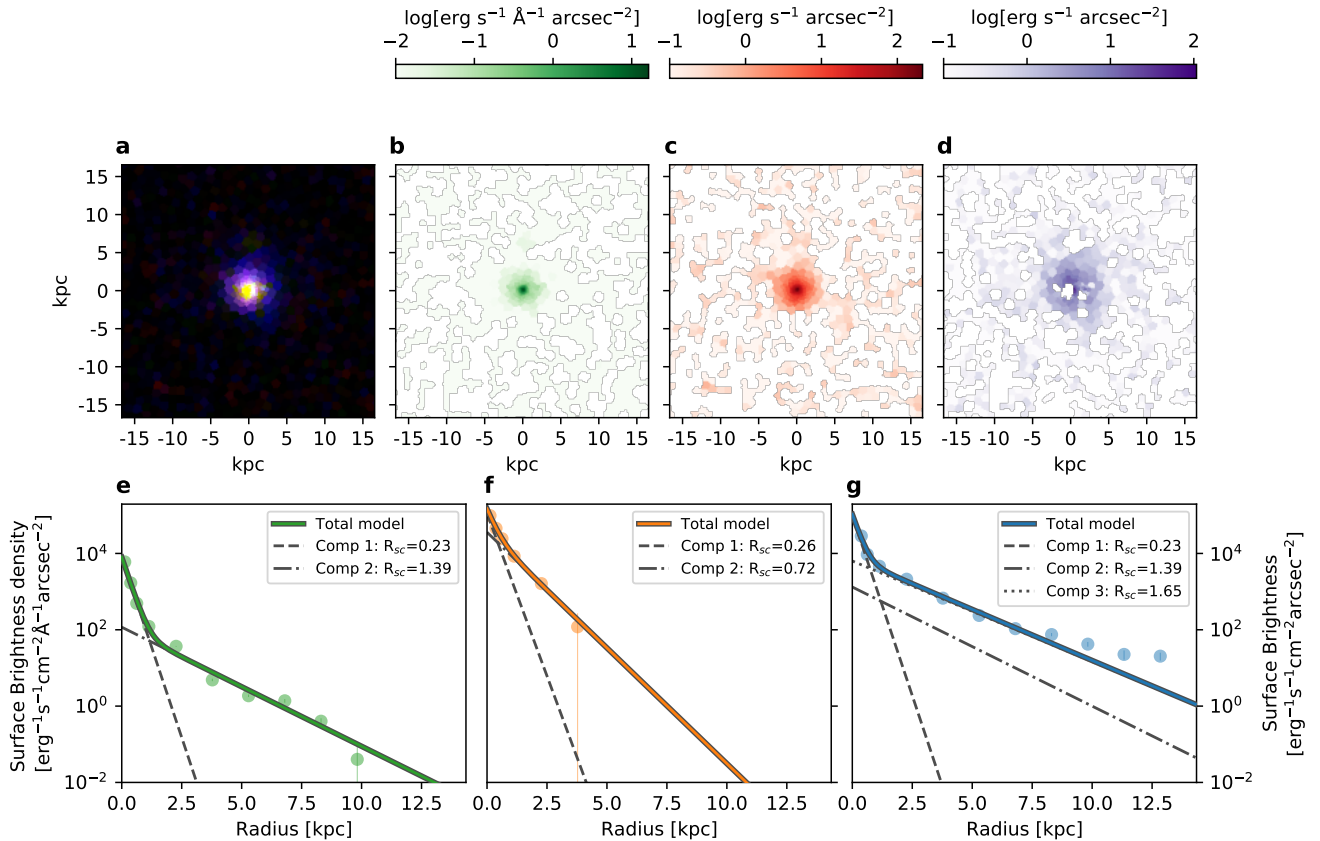 log[erg s⁻¹ Å⁻¹ arcsec⁻²] log[erg s⁻¹ arcsec⁻²] log[erg s⁻¹ arcsec⁻²]
−2 −1 0 1 −1 0 1 2 −1 0 1 2
a b c d
15
10
5
0
-5
-10
-15
kpc
-15 -10 -5 0 5 10 15 -15 -10 -5 0 5 10 15 -15 -10 -5 0 5 10 15 -15 -10 -5 0 5 10 15
kpc kpc kpc kpc
e
Surface Brightness density
[erg⁻¹s⁻¹cm⁻²Å⁻¹arcsec⁻²]
10⁴
10²
10⁰
10⁻²
Total model
Comp 1: R_sc=0.23
Comp 2: R_sc=1.39
0.0 2.5 5.0 7.5 10.0 12.5
Radius [kpc]
f
Total model
Comp 1: R_sc=0.26
Comp 2: R_sc=0.72
0.0 2.5 5.0 7.5 10.0 12.5
Radius [kpc]
g
Total model
Comp 1: R_sc=0.23
Comp 2: R_sc=1.39
Comp 3: R_sc=1.65
0.0 2.5 5.0 7.5 10.0 12.5
Radius [kpc]
10⁴
10²
10⁰
10⁻²
Surface Brightness
[erg⁻¹s⁻¹cm⁻²arcsec⁻²]